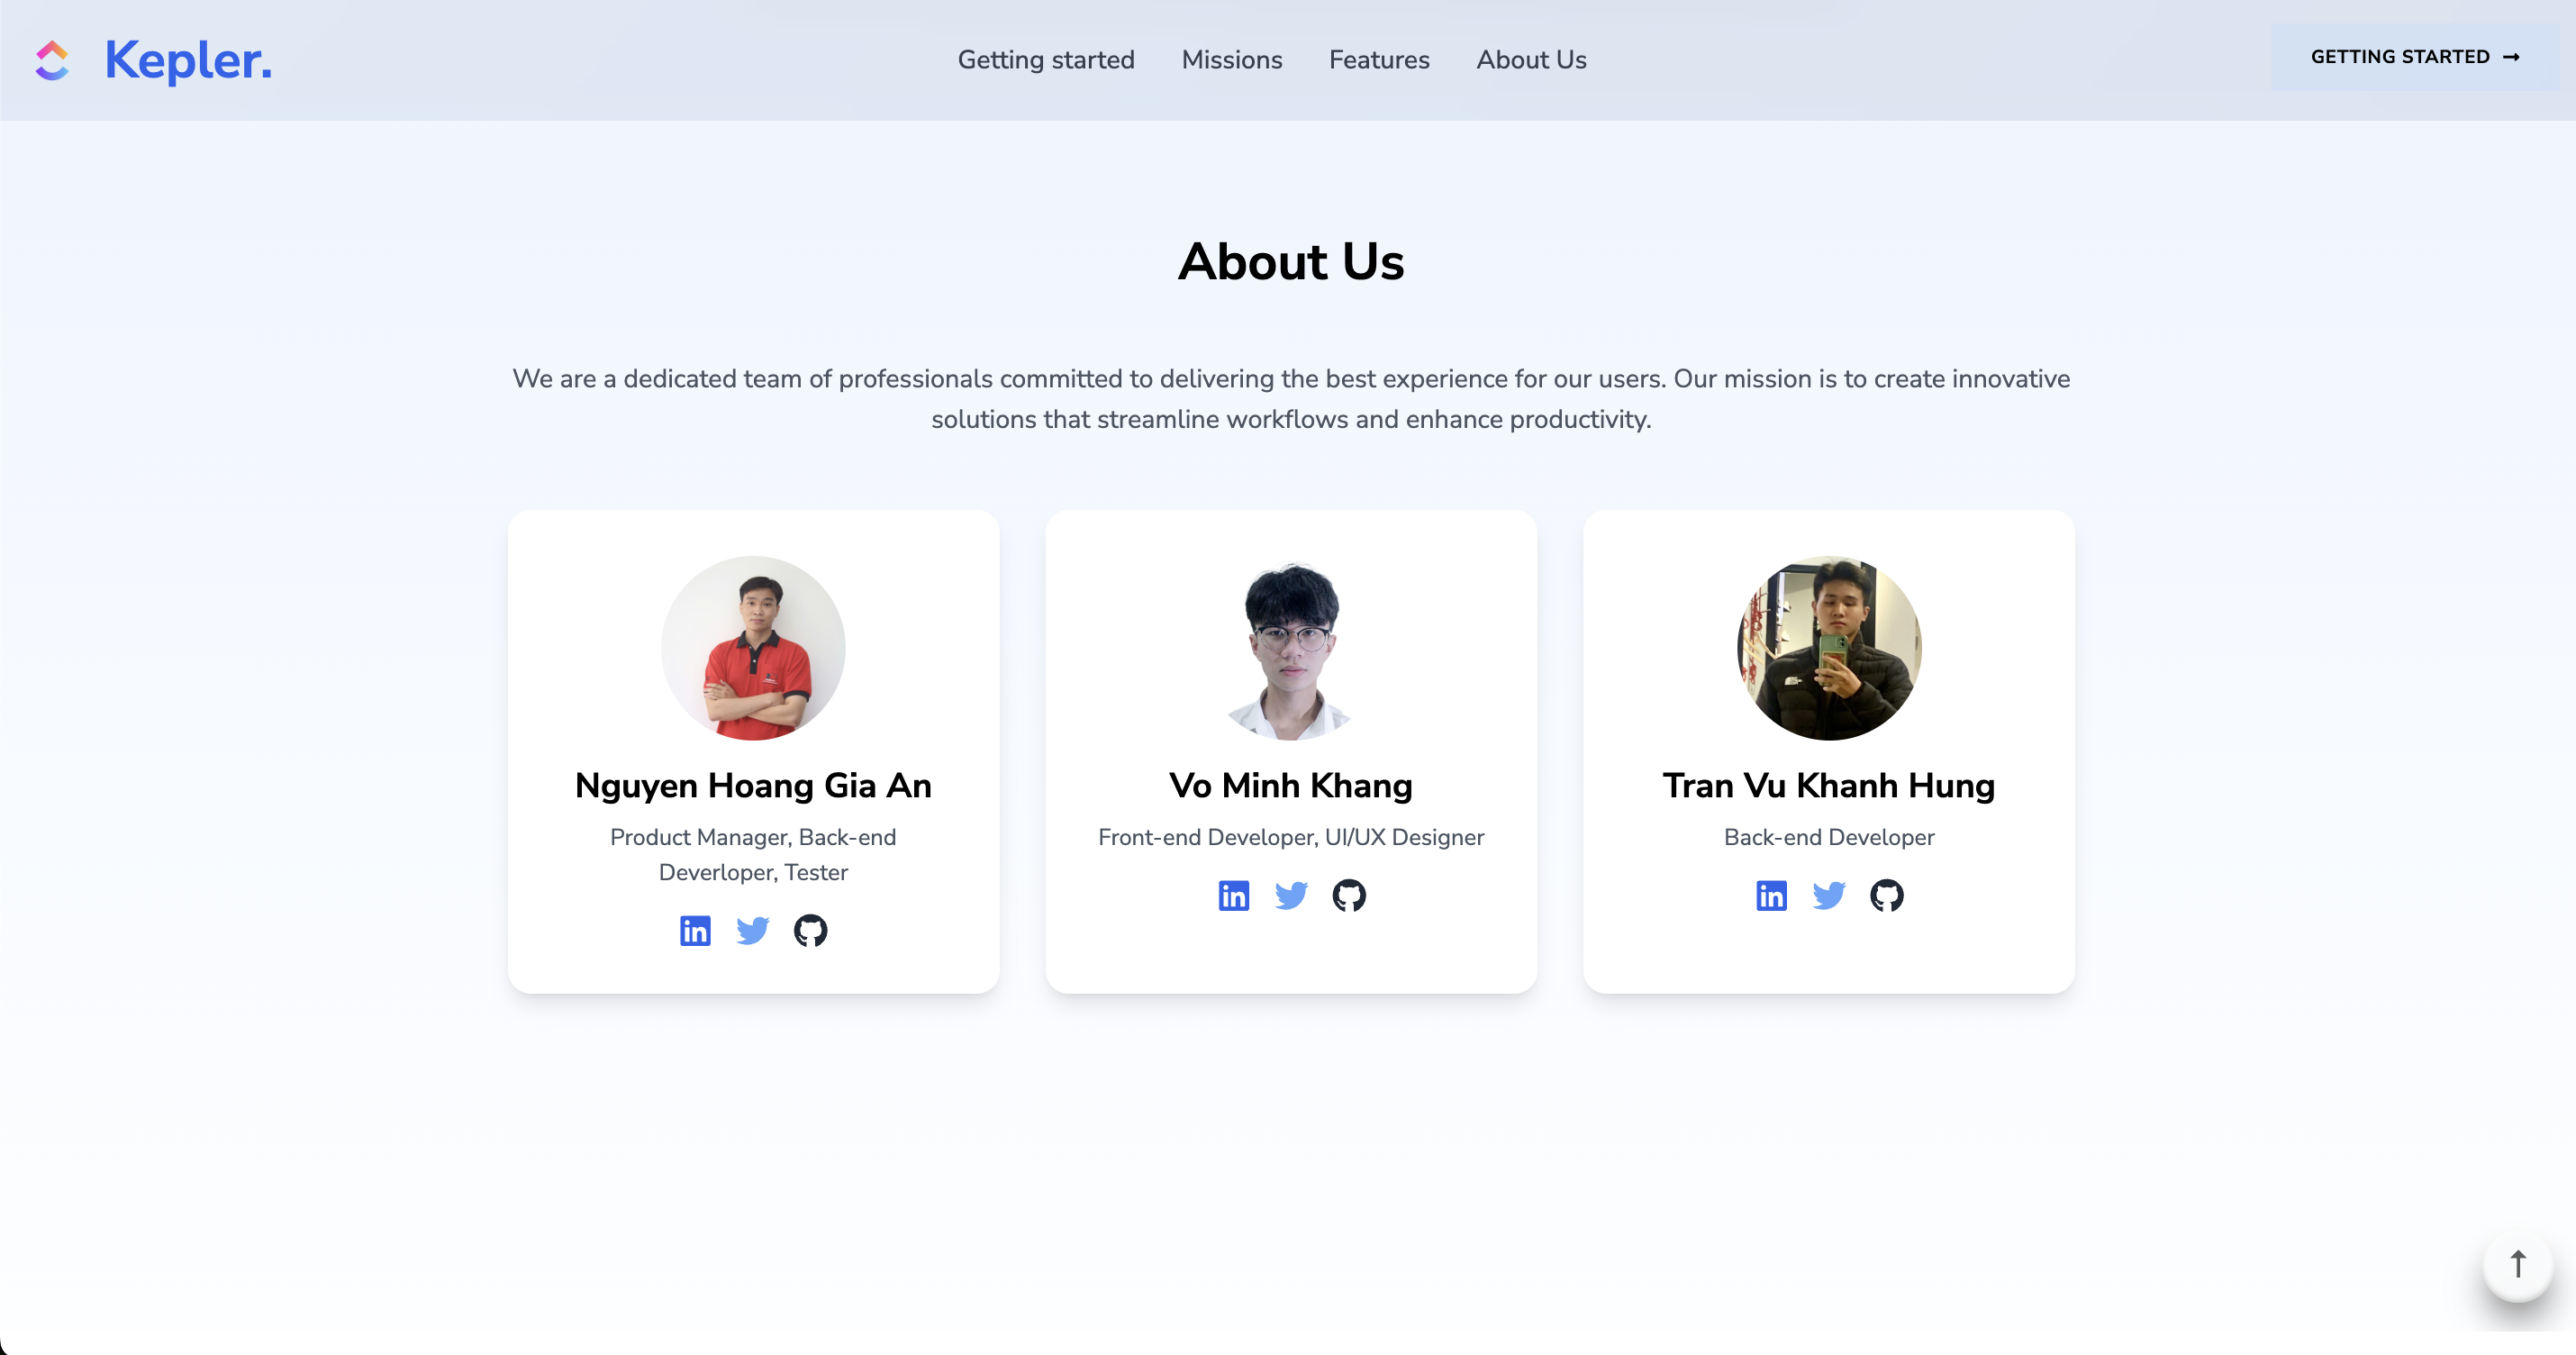 Kepler.
Getting started
Missions
Features
About Us
GETTING STARTED →
About Us
We are a dedicated team of professionals committed to delivering the best experience for our users. Our mission is to create innovative
solutions that streamline workflows and enhance productivity.
Nguyen Hoang Gia An
Product Manager, Back-end
Deverloper, Tester
Vo Minh Khang
Front-end Developer, UI/UX Designer
Tran Vu Khanh Hung
Back-end Developer